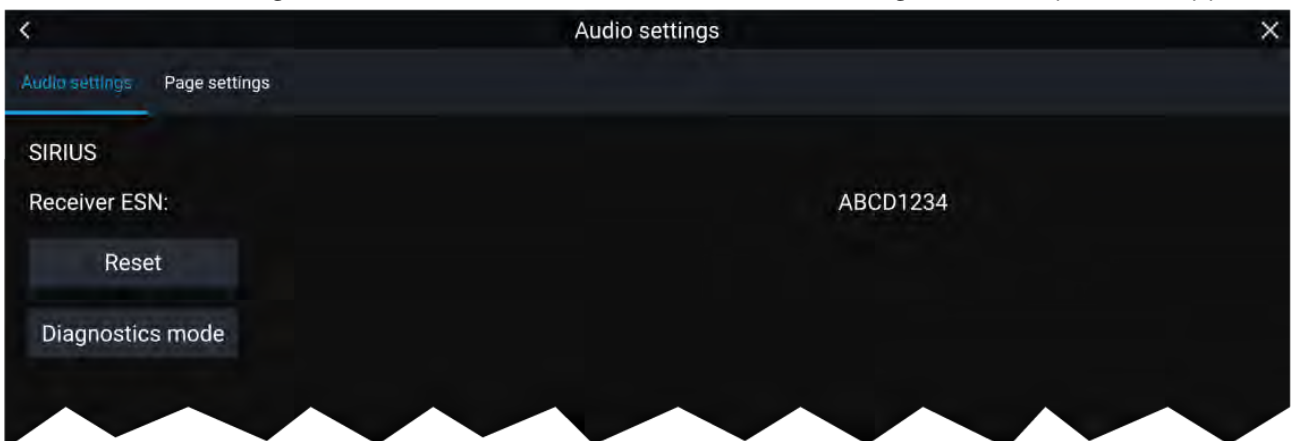 Audio settings
Audio settings Page settings
SIRIUS
Receiver ESN: ABCD1234
Reset
Diagnostics mode